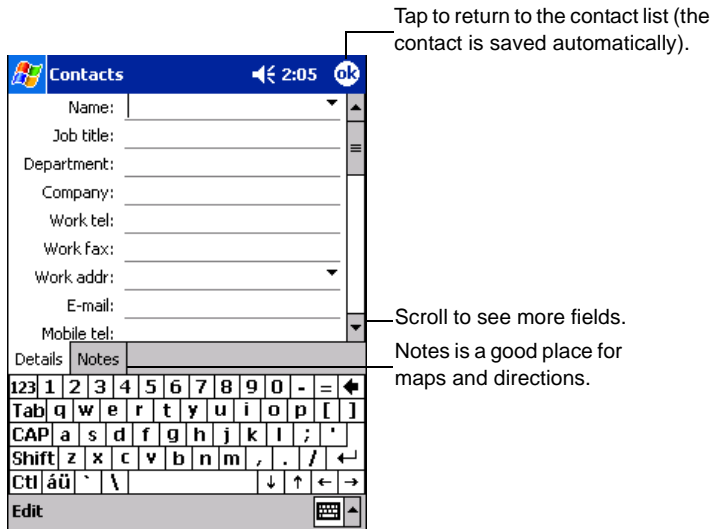 Tap to return to the contact list (the
contact is saved automatically).
Contacts 2:05 ok
Name:
Job title:
Department:
Company:
Work tel:
Work fax:
Work addr:
E-mail:
Mobile tel:
Scroll to see more fields.
Details Notes
Notes is a good place for
maps and directions.
123 1 2 3 4 5 6 7 8 9 0 - = 🠸
Tab q w e r t y u i o p [ ]
CAP a s d f g h j k l ; '
Shift z x c v b n m , . / ↵
Ctl áü ` \ ↓ ↑ ← →
Edit